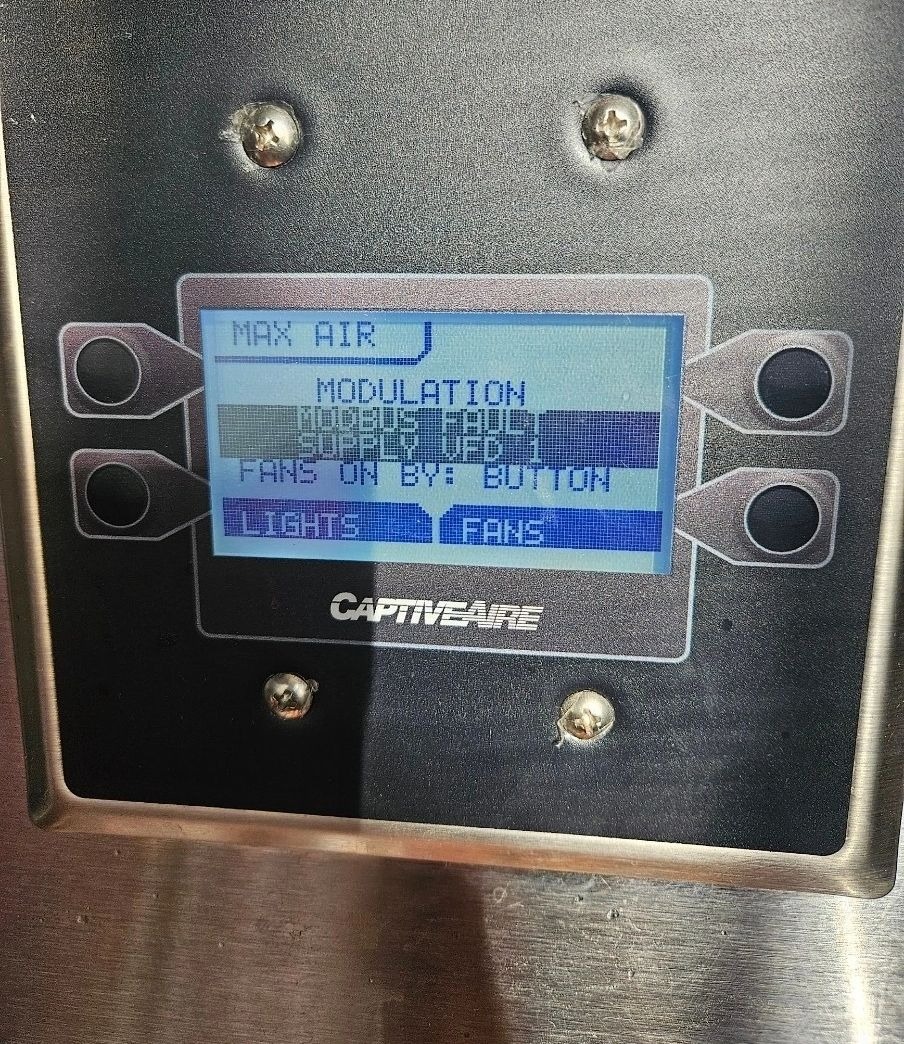 MAX AIR
MODULATION
MODBUS FAULT
SUPPLY VFD 1
FANS ON BY: BUTTON
LIGHTS FANS
CAPTIVEAIRE